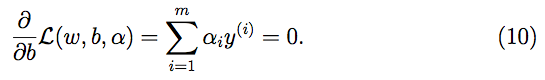 ∂/∂b ℒ(w, b, α) = ∑_{i=1}^{m} α_i y^{(i)} = 0. (10)